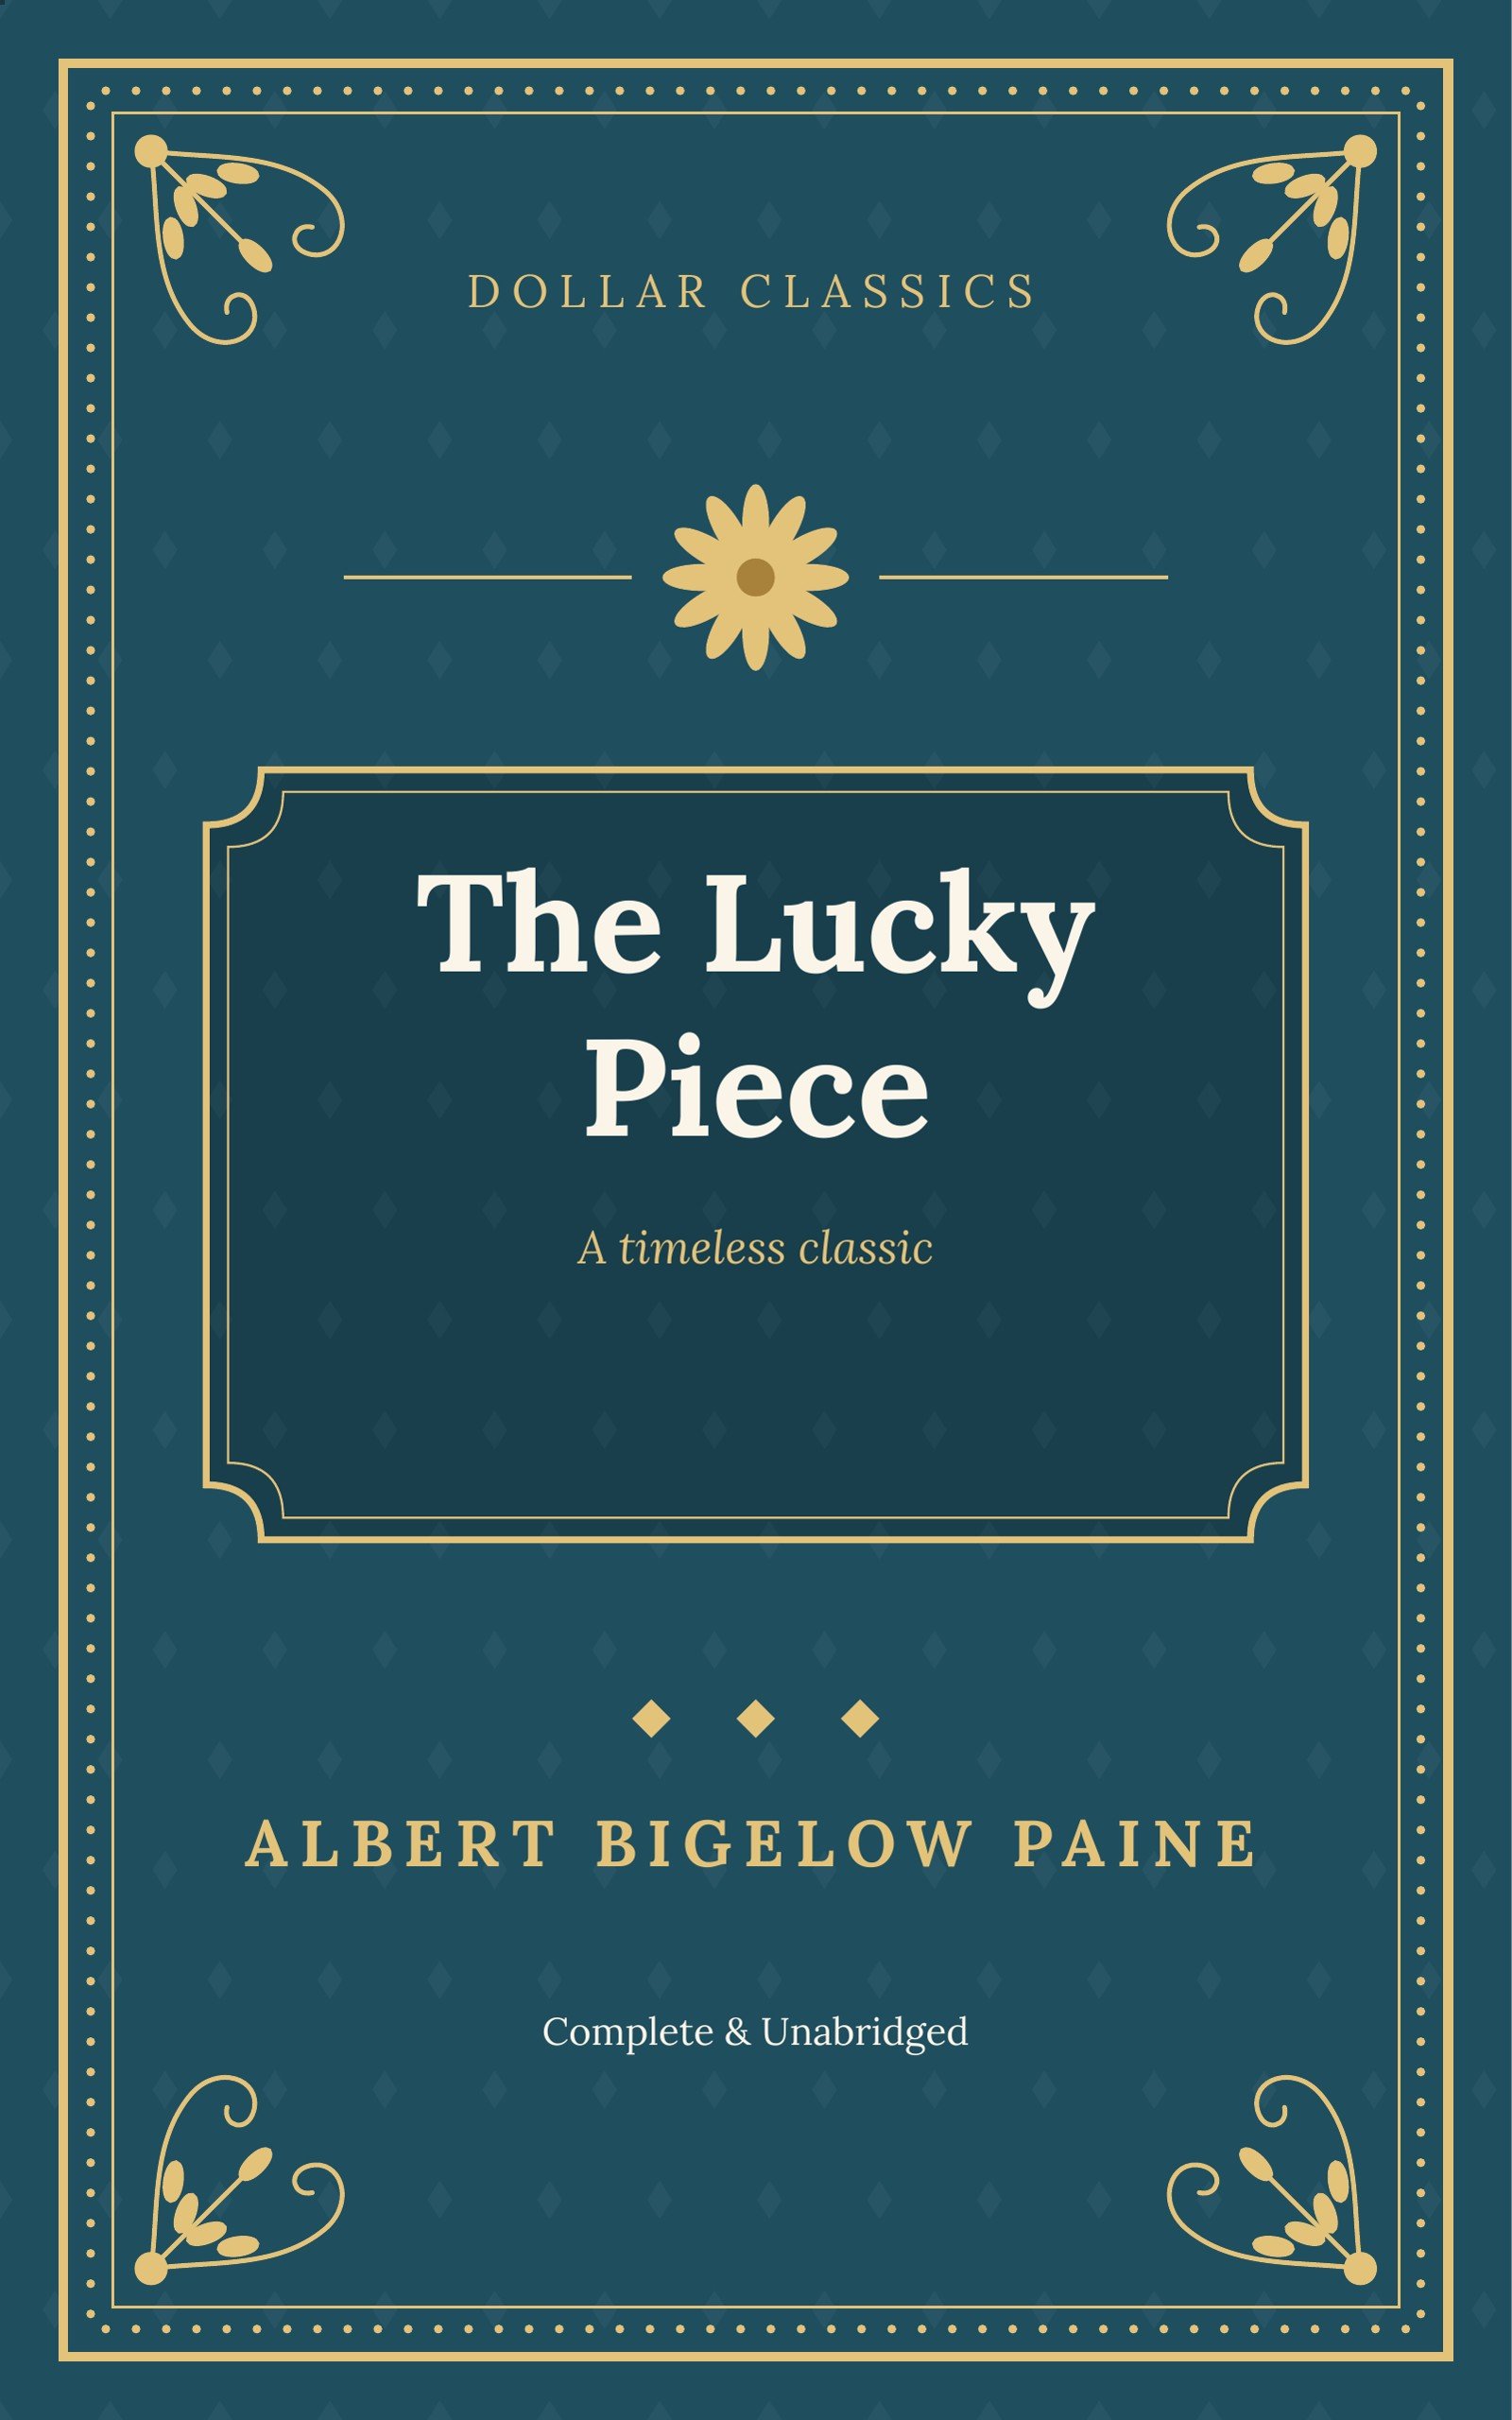 DOLLAR CLASSICS
The Lucky
Piece
A timeless classic
ALBERT BIGELOW PAINE
Complete & Unabridged